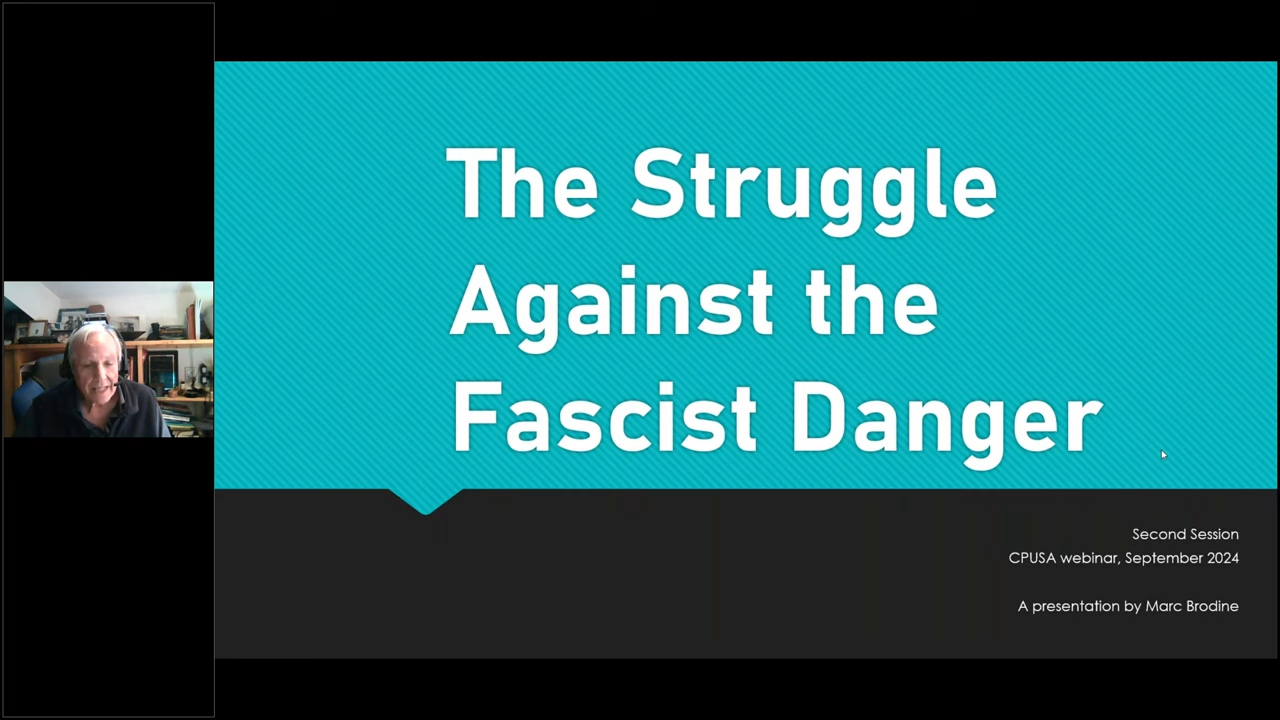 The Struggle
Against the
Fascist Danger
Second Session
CPUSA webinar, September 2024
A presentation by Marc Brodine